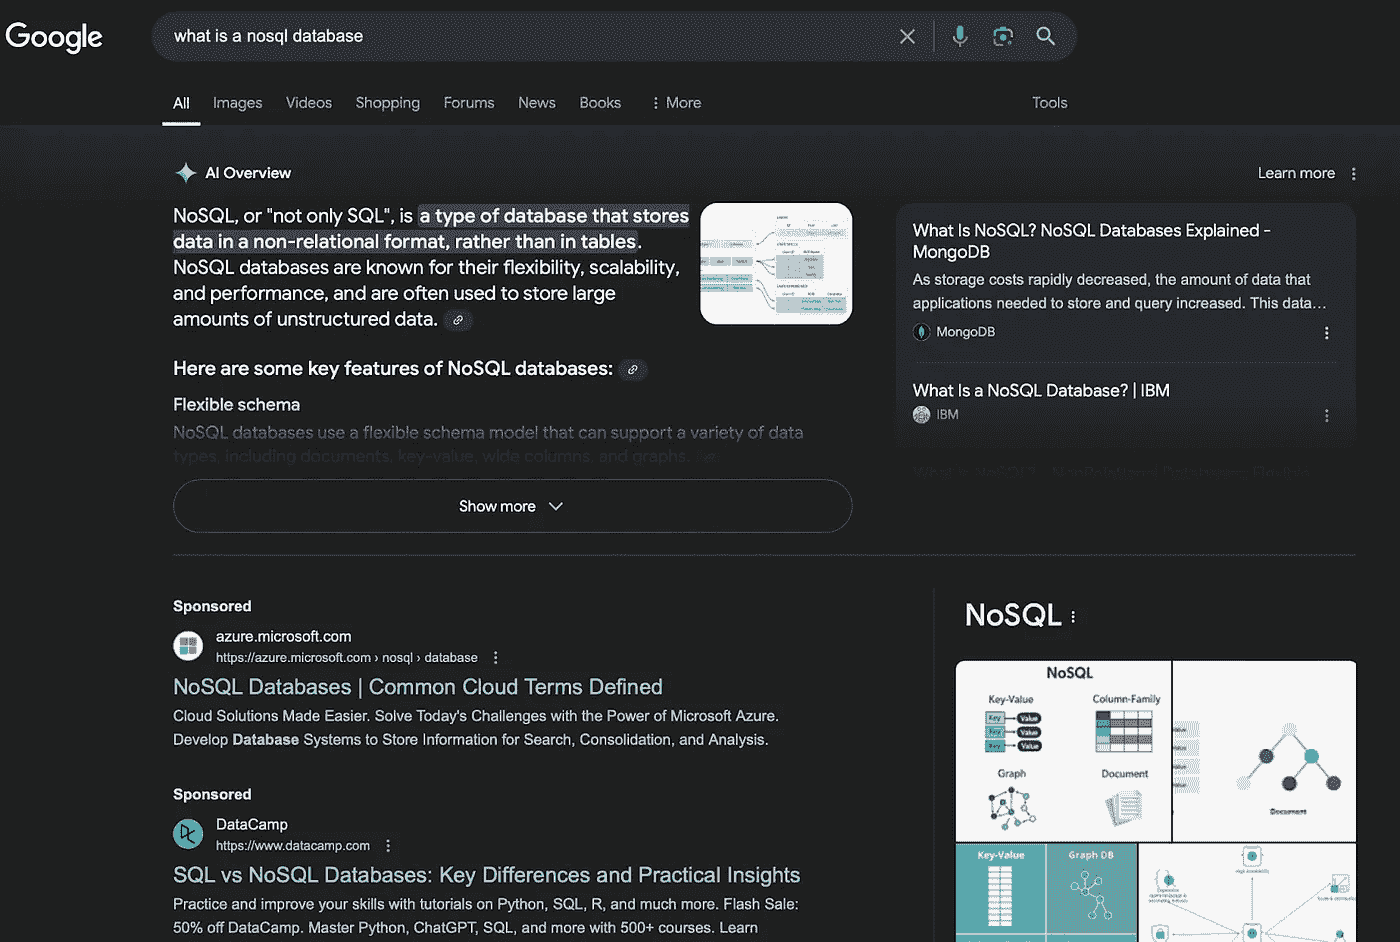 Google
what is a nosql database
All Images Videos Shopping Forums News Books More Tools
AI Overview
Learn more
NoSQL, or "not only SQL", is a type of database that stores
data in a non-relational format, rather than in tables.
NoSQL databases are known for their flexibility, scalability,
and performance, and are often used to store large
amounts of unstructured data.
Here are some key features of NoSQL databases:
Flexible schema
NoSQL databases use a flexible schema model that can support a variety of data
types, including documents, key-value, wide columns, and graphs.
Show more
What Is NoSQL? NoSQL Databases Explained -
MongoDB
As storage costs rapidly decreased, the amount of data that
applications needed to store and query increased. This data...
MongoDB
What Is a NoSQL Database? | IBM
IBM
Sponsored
azure.microsoft.com
https://azure.microsoft.com › nosql › database
NoSQL Databases | Common Cloud Terms Defined
Cloud Solutions Made Easier. Solve Today's Challenges with the Power of Microsoft Azure.
Develop Database Systems to Store Information for Search, Consolidation, and Analysis.
Sponsored
DataCamp
https://www.datacamp.com
SQL vs NoSQL Databases: Key Differences and Practical Insights
Practice and improve your skills with tutorials on Python, SQL, R, and much more. Flash Sale:
50% off DataCamp. Master Python, ChatGPT, SQL, and more with 500+ courses. Learn
NoSQL
NoSQL
Key-Value Column-Family
Key Value
Key Value
Key Value
Graph Document
Document
Key-Value Graph DB
High Availability